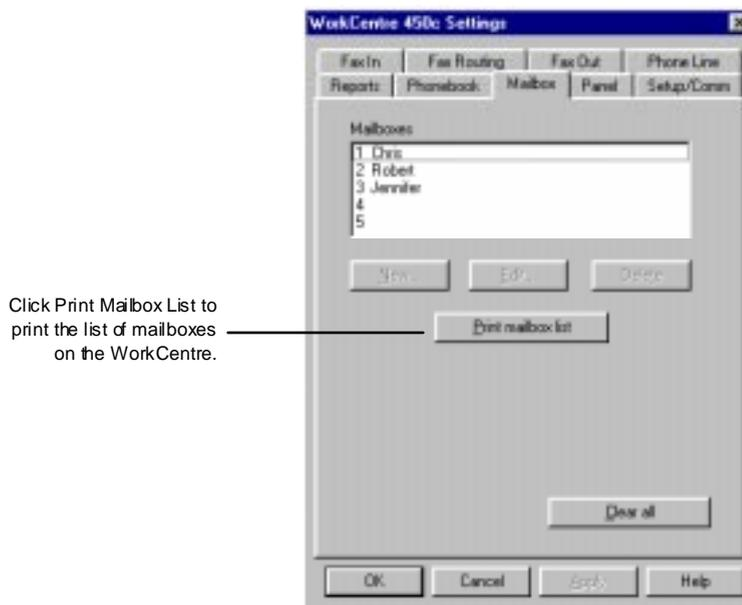 WorkCentre 450c Settings
Fax In Fax Routing Fax Out Phone Line
Reports Phonebook Mailbox Panel Setup/Comm
Mailboxes
1 Chris
2 Robert
3 Jennifer
4
5
New... Edit... Delete
Click Print Mailbox List to
print the list of mailboxes
on the WorkCentre.
Print mailbox list
Clear all
OK Cancel Apply Help